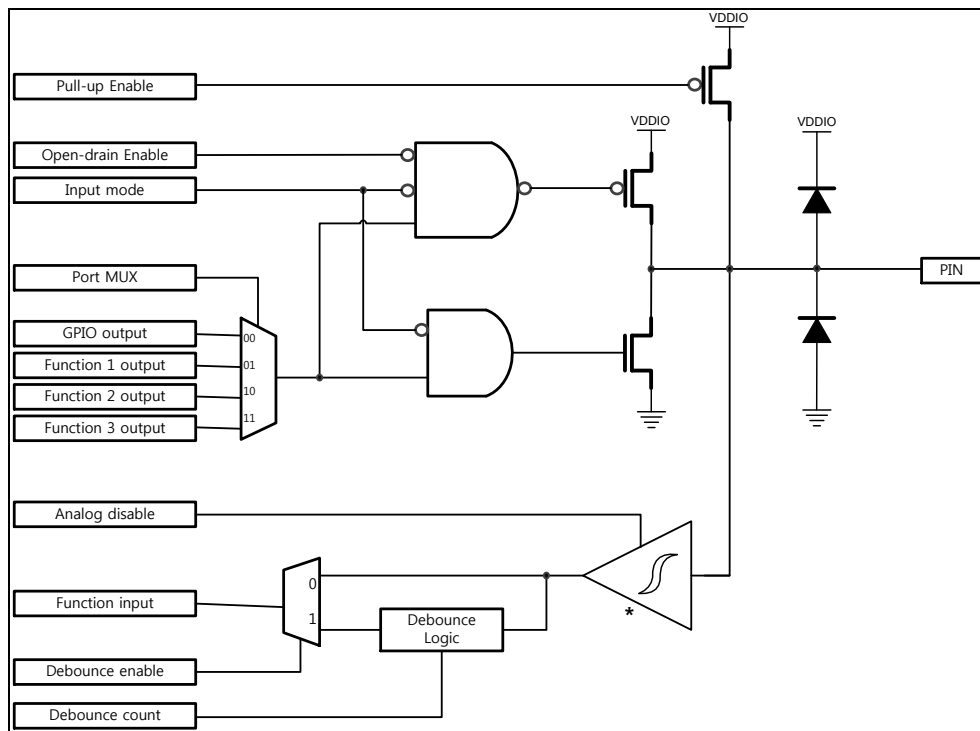 VDDIO
Pull-up Enable
VDDIO
VDDIO
Open-drain Enable
Input mode
Port MUX
PIN
GPIO output
00
Function 1 output
01
Function 2 output
10
Function 3 output
11
Analog disable
0
Function input
1
Debounce
Logic
*
Debounce enable
Debounce count